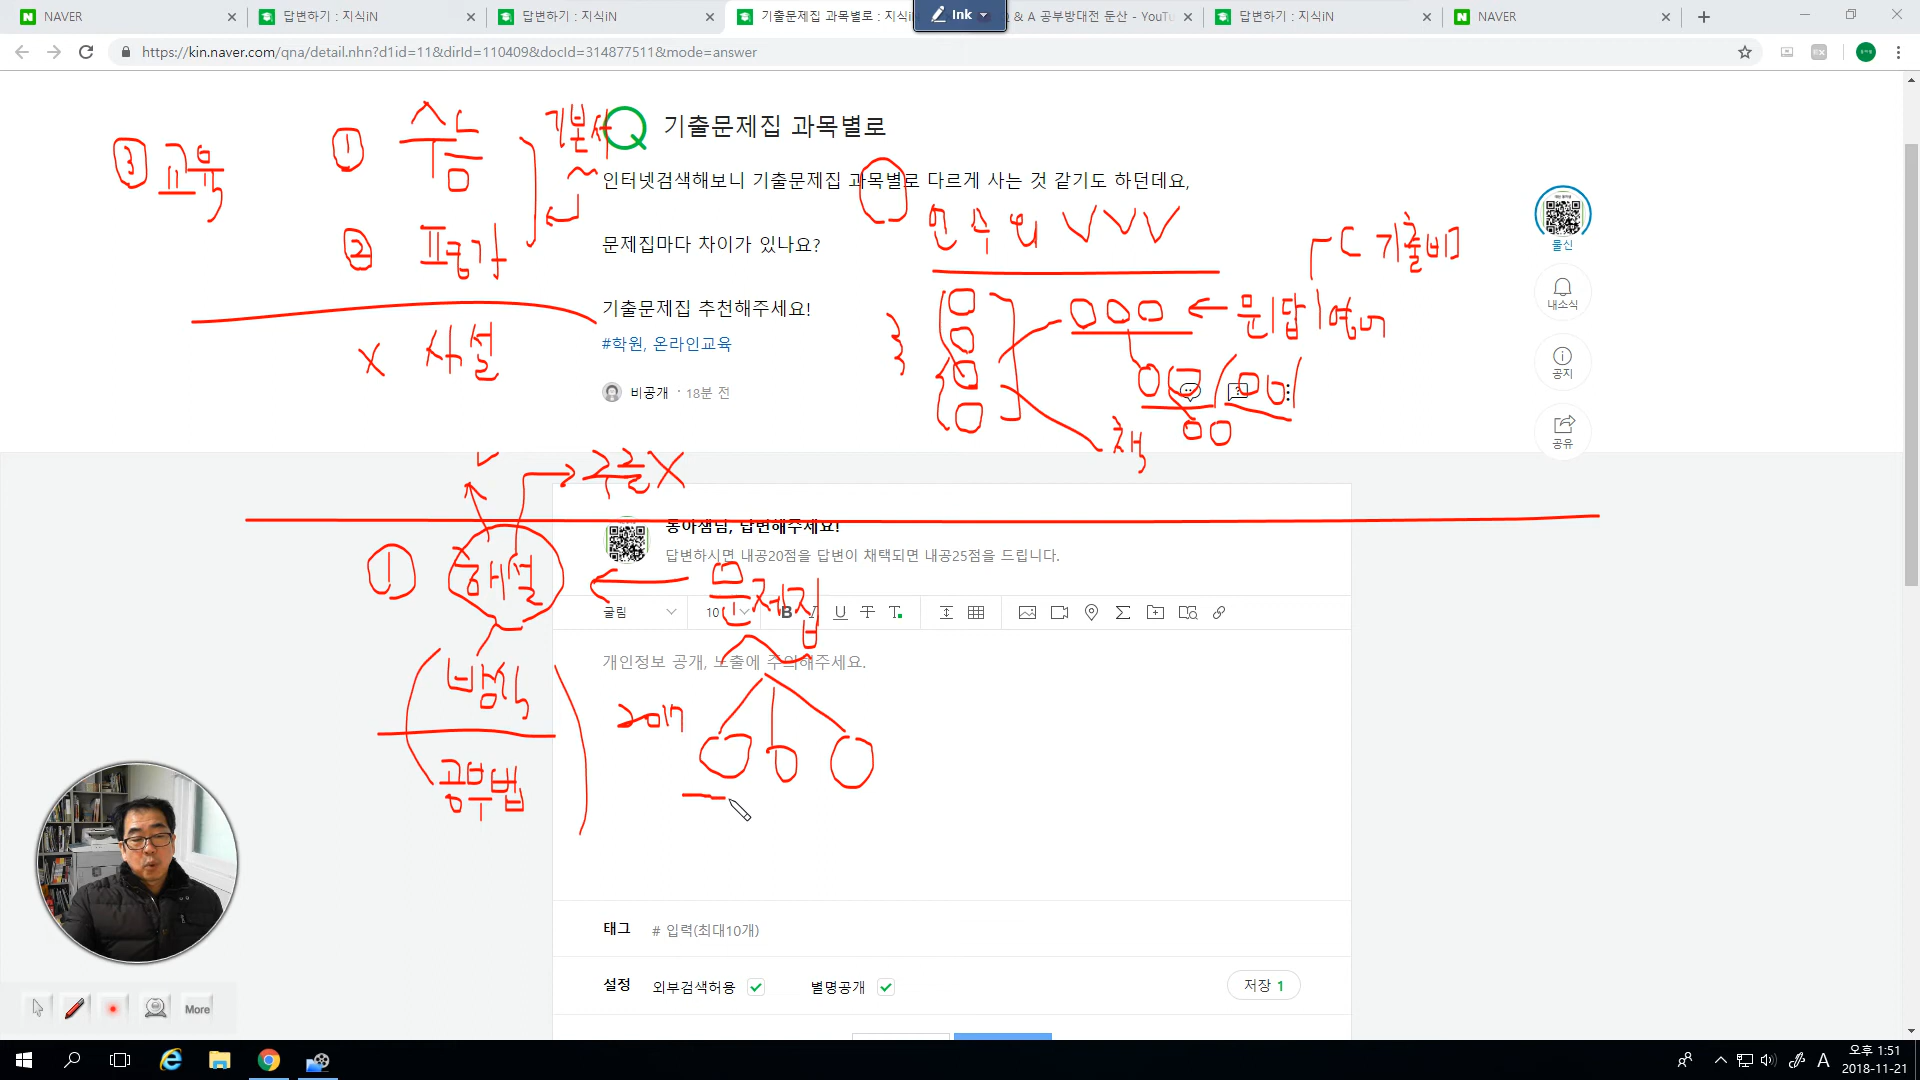 NAVER
답변하기 : 지식iN
답변하기 : 지식iN
기출문제집 과목별로 : 지식iN
Ink
& A 공부방대전 둔산 - YouTu
답변하기 : 지식iN
NAVER
https://kin.naver.com/qna/detail.nhn?d1id=11&dirId=110409&docId=314877511&mode=answer
③ 교육
① 수능
기본서
② 평가
X 사설
기출문제집 과목별로
인터넷검색해보니 기출문제집 과목별로 다르게 사는 것 같기도 하던데요,
문제집마다 차이가 있나요?
기출문제집 추천해주세요!
#학원, 온라인교육
비공개 · 18분 전
언 수 외
기출비
문답
책
물신
내소식
공지
공유
X
동아샘님, 답변해주세요!
답변하시면 내공20점을 답변이 채택되면 내공25점을 드립니다.
① 해설
문제집
굴림
10
B
개인정보 공개, 노출에 주의해주세요.
방식
2017
공부법
태그
# 입력(최대10개)
설정
외부검색허용
별명공개
저장 1
More
A
오후 1:51
2018-11-21